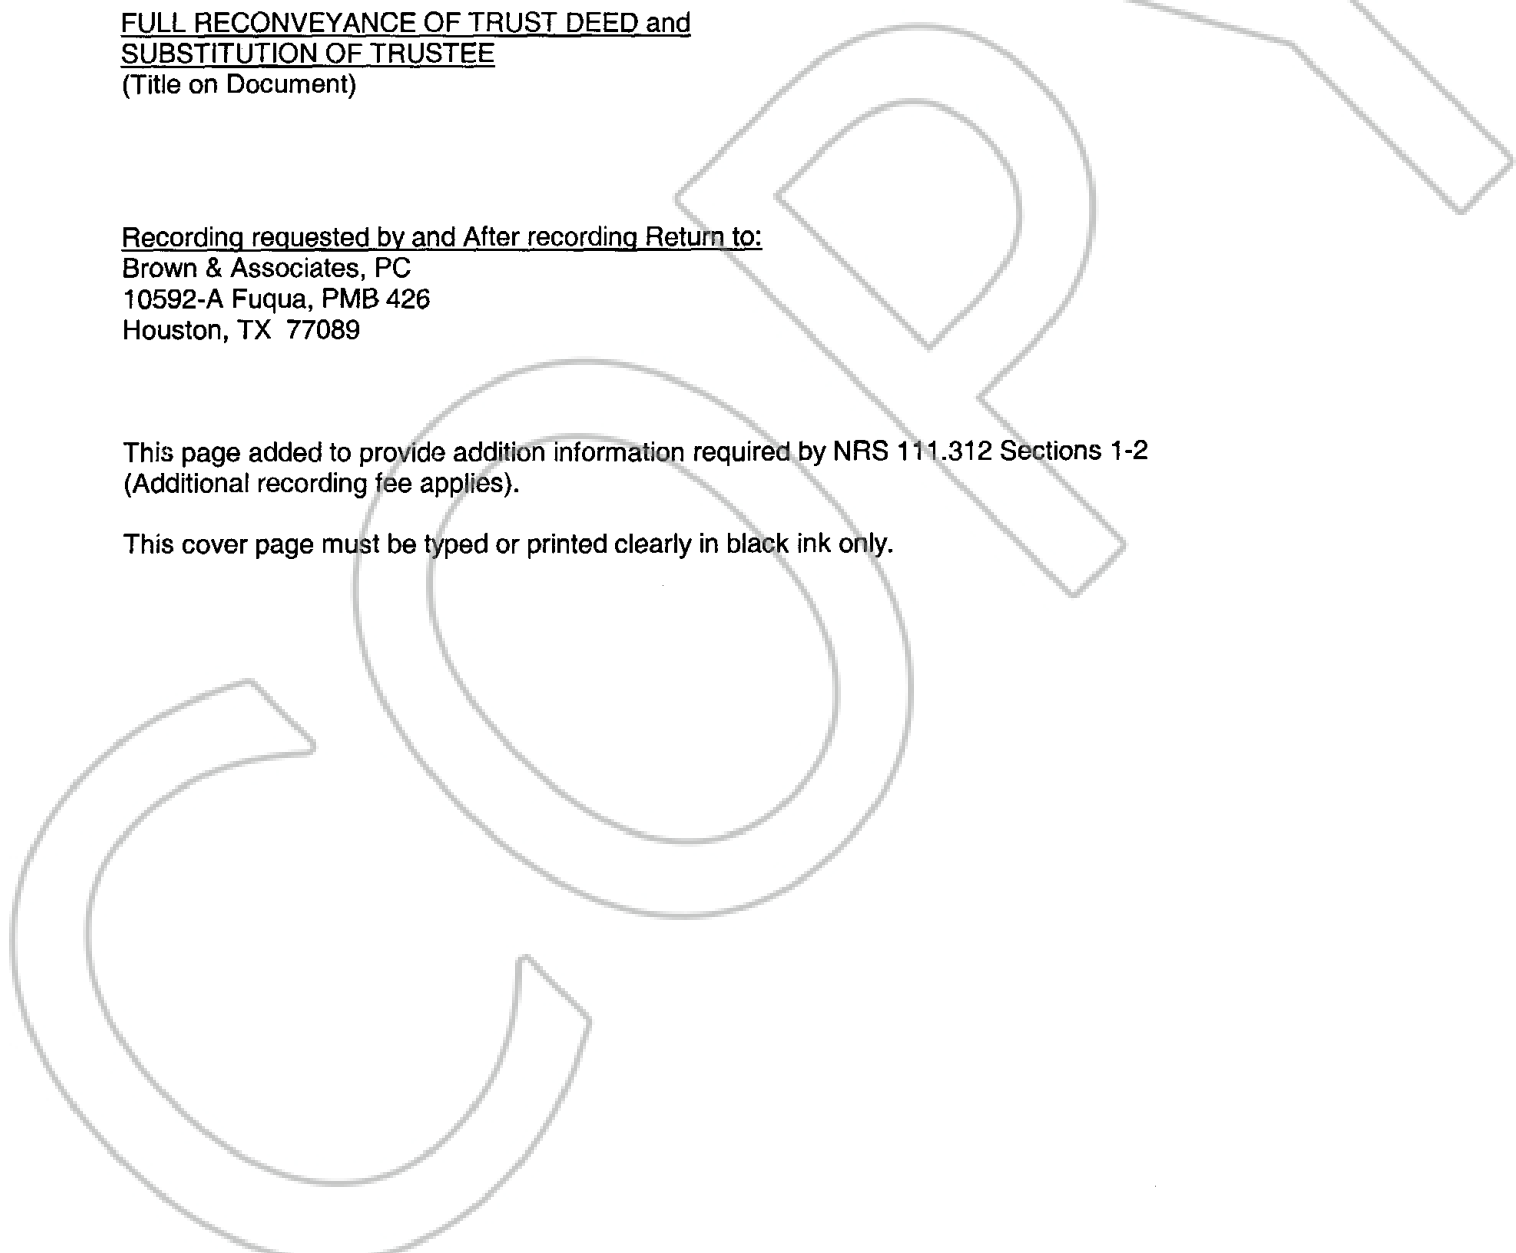 FULL RECONVEYANCE OF TRUST DEED and
SUBSTITUTION OF TRUSTEE
(Title on Document)
Recording requested by and After recording Return to:
Brown & Associates, PC
10592-A Fuqua, PMB 426
Houston, TX 77089
This page added to provide addition information required by NRS 111.312 Sections 1-2
(Additional recording fee applies).
This cover page must be typed or printed clearly in black ink only.
COPY